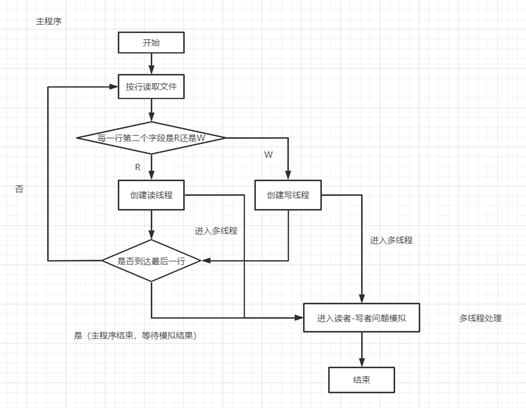 主程序
开始
按行读取文件
每一行第二个字段是R还是W
R
W
否
创建读线程
创建写线程
进入多线程
进入多线程
是否到达最后一行
进入读者-写者问题模拟
多线程处理
是（主程序结束，等待模拟结果）
结束